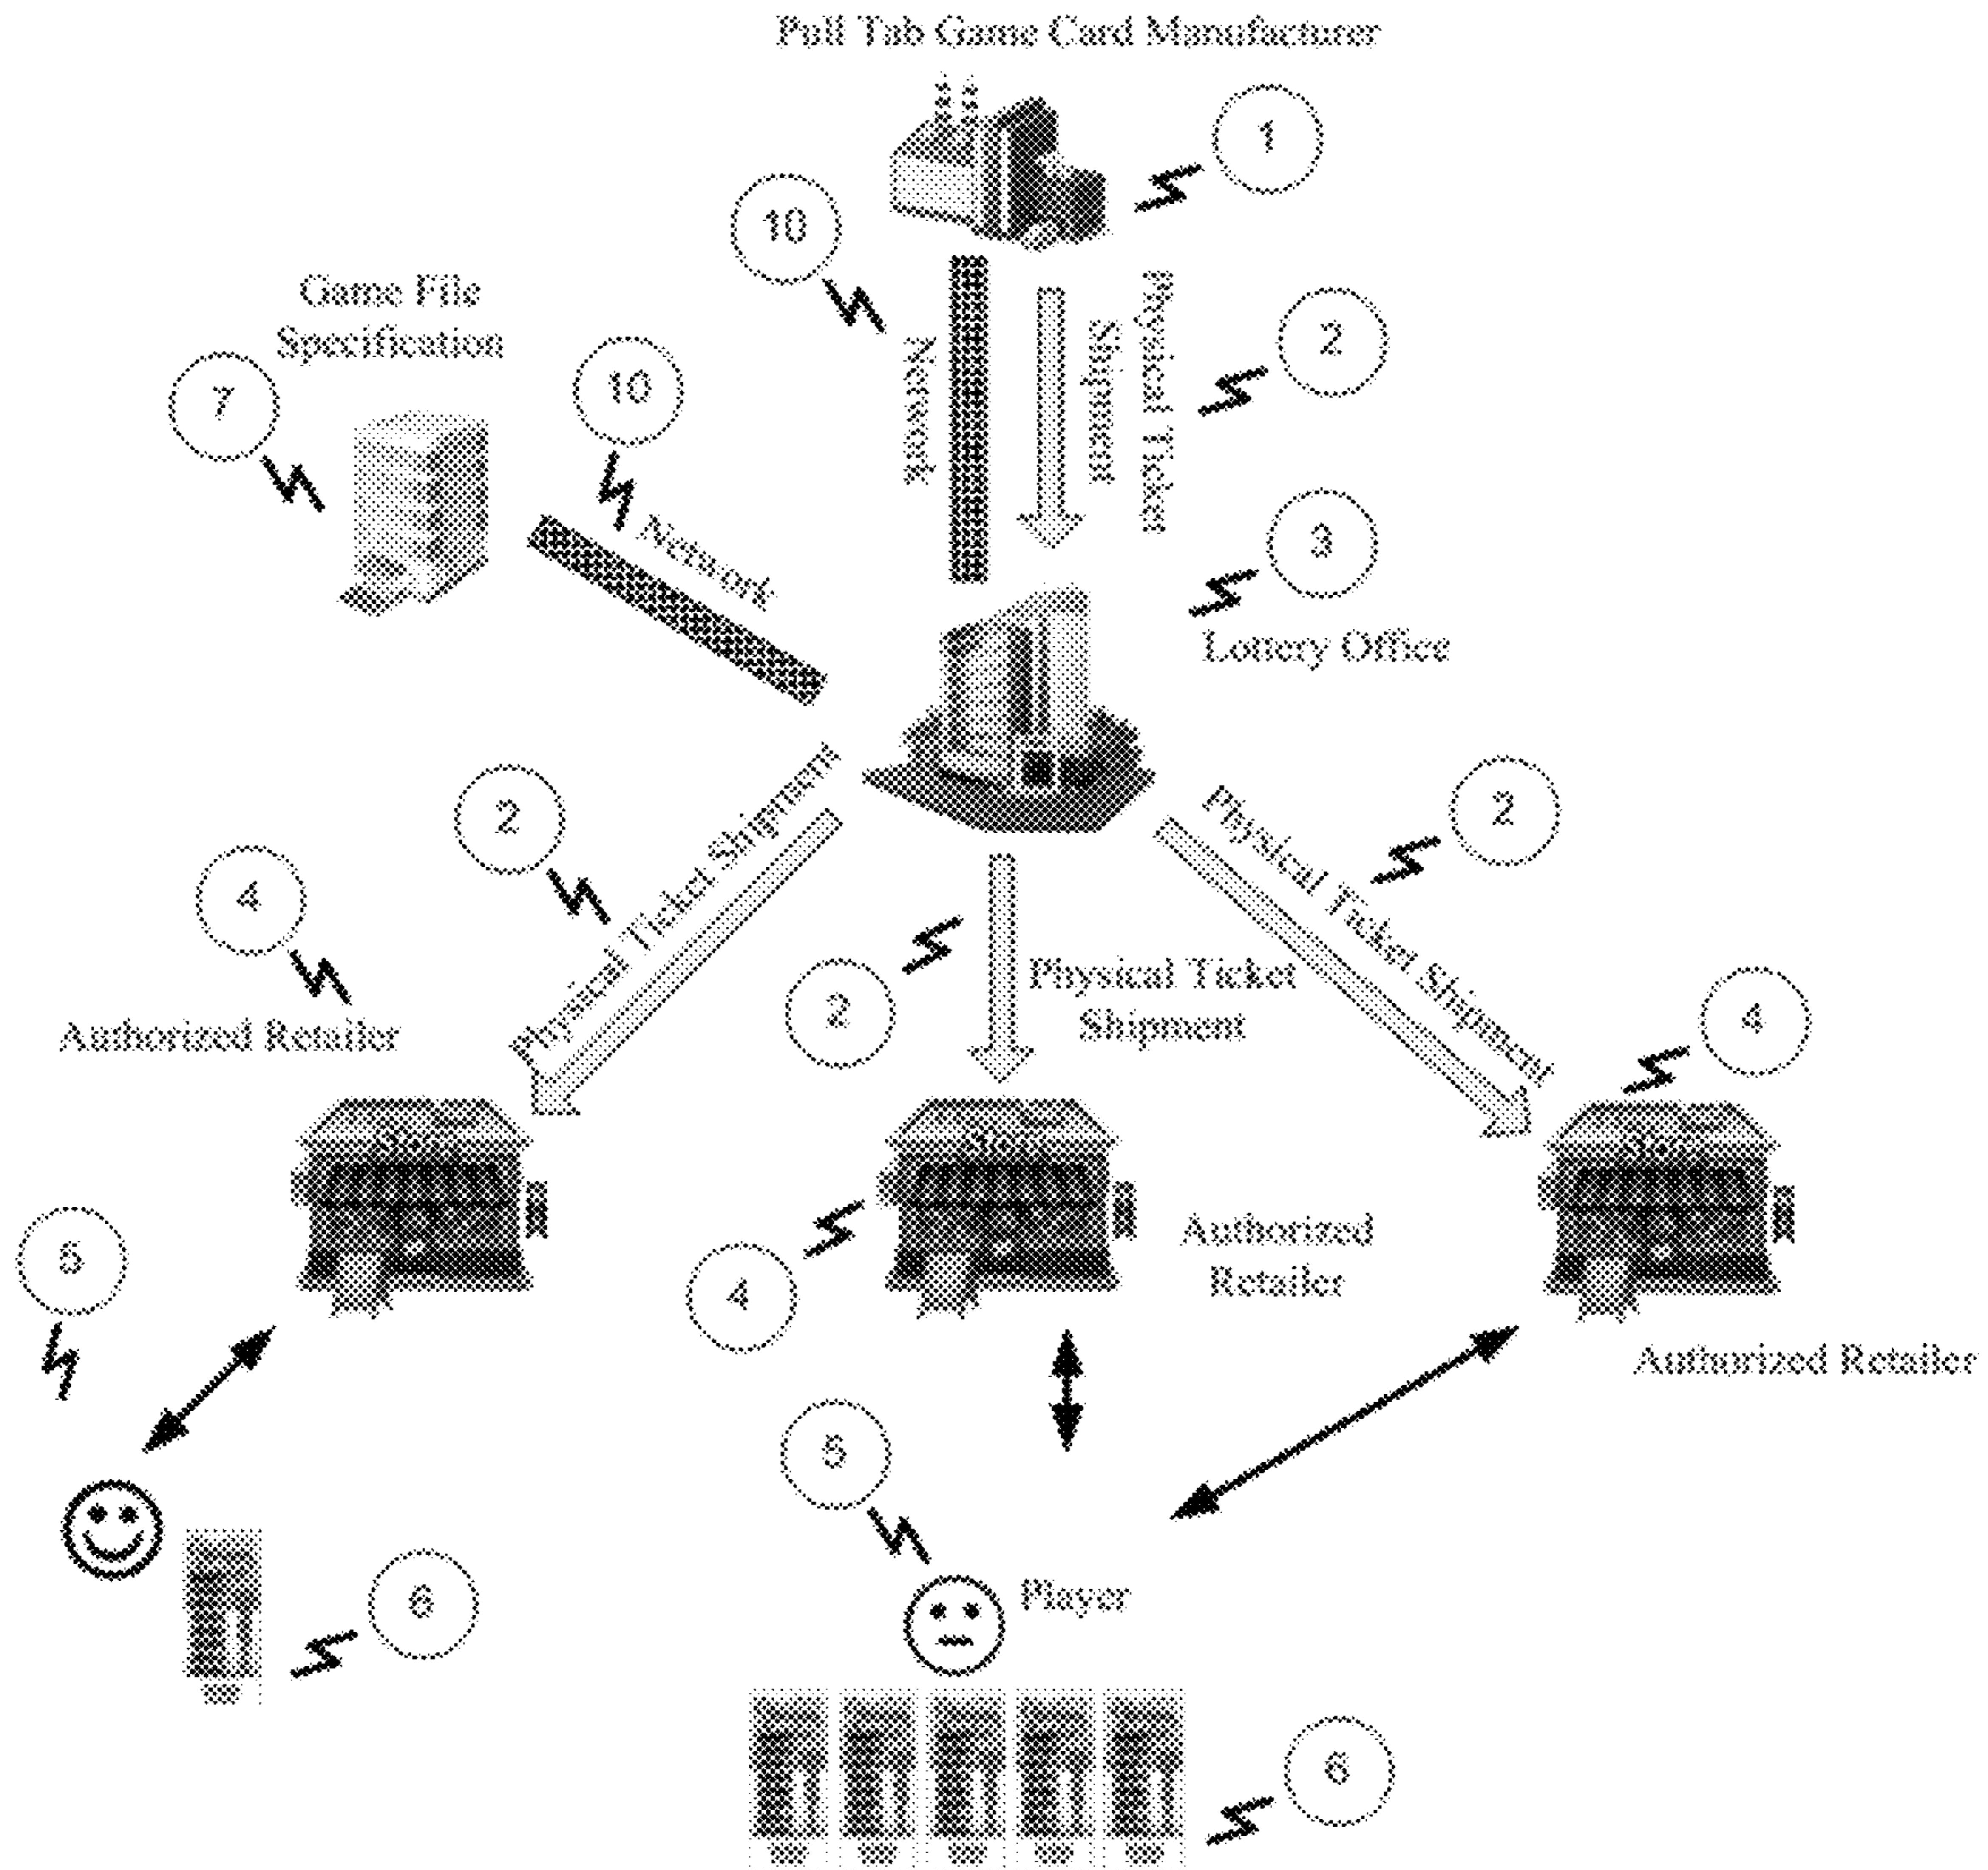 Pull Tab Game Card Manufacturer
1
10
Game File
Specification
7
10
Network
Network
Physical Ticket
Shipment
2
3
Lottery Office
2
4
Physical Ticket Shipment
2
Physical Ticket
Shipment
Physical Ticket Shipment
2
4
Authorized Retailer
5
4
Authorized
Retailer
Authorized Retailer
5
6
Player
6